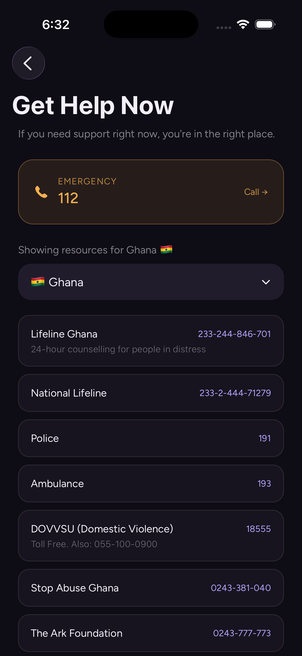 6:32
Get Help Now
If you need support right now, you're in the right place.
EMERGENCY
112
Call →
Showing resources for Ghana 🇬🇭
🇬🇭 Ghana
Lifeline Ghana 233-244-846-701
24-hour counselling for people in distress
National Lifeline 233-2-444-71279
Police 191
Ambulance 193
DOVVSU (Domestic Violence) 18555
Toll Free. Also: 055-100-0900
Stop Abuse Ghana 0243-381-040
The Ark Foundation 0243-777-773